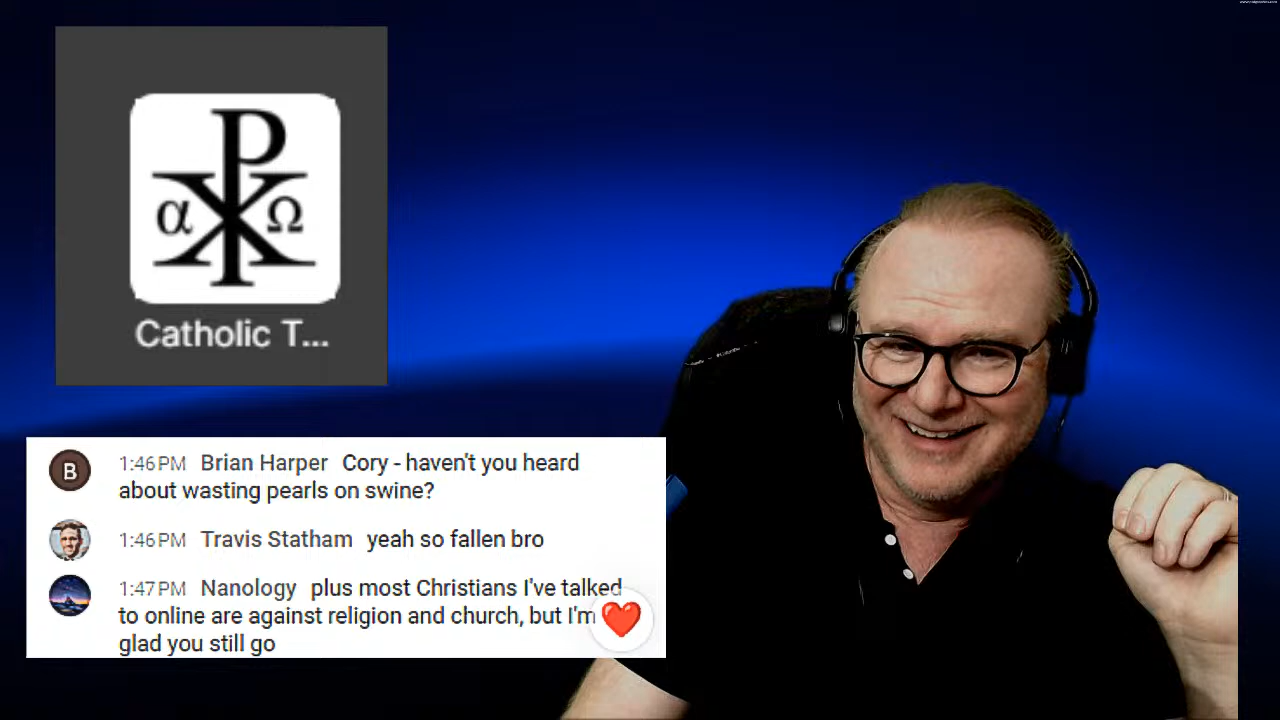 P
α Ω
Catholic T...
B 1:46 PM Brian Harper Cory - haven't you heard
about wasting pearls on swine?
1:46 PM Travis Statham yeah so fallen bro
1:47 PM Nanology plus most Christians I've talked
to online are against religion and church, but I'm
glad you still go